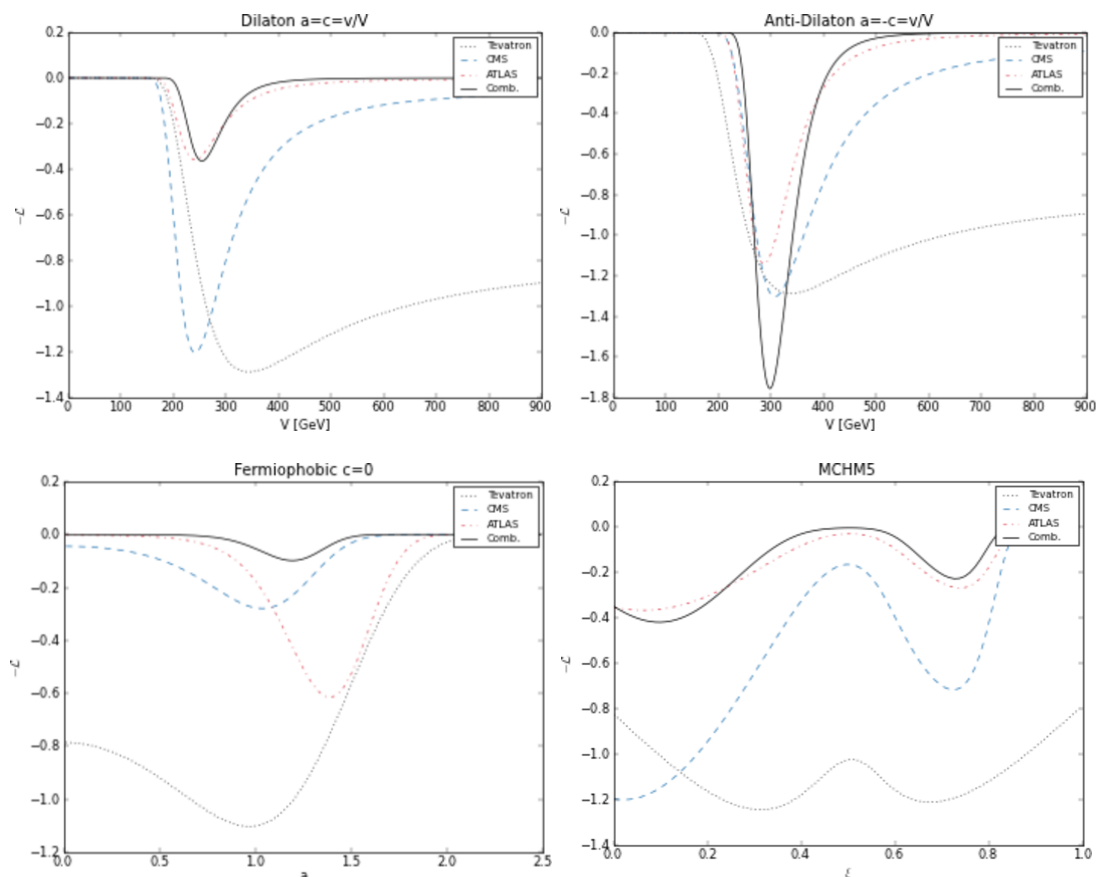 Dilaton a=c=v/V
0.2
0.0
−0.2
−0.4
−0.6
−0.8
−1.0
−1.2
−1.4
−ℒ
0 100 200 300 400 500 600 700 800 900
V [GeV]
Tevatron
CMS
ATLAS
Comb.
Anti-Dilaton a=-c=v/V
0.0
−0.2
−0.4
−0.6
−0.8
−1.0
−1.2
−1.4
−1.6
−1.8
−ℒ
0 100 200 300 400 500 600 700 800 900
V [GeV]
Tevatron
CMS
ATLAS
Comb.
Fermiophobic c=0
0.2
0.0
−0.2
−0.4
−0.6
−0.8
−1.0
−1.2
−ℒ
0.0 0.5 1.0 1.5 2.0 2.5
a
Tevatron
CMS
ATLAS
Comb.
MCHM5
0.2
0.0
−0.2
−0.4
−0.6
−0.8
−1.0
−1.2
−1.4
−ℒ
0.0 0.2 0.4 0.6 0.8 1.0
ξ
Tevatron
CMS
ATLAS
Comb.